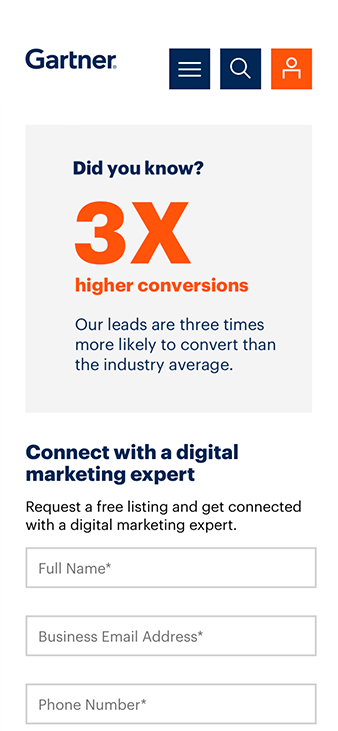 Gartner
Did you know?
3X
higher conversions
Our leads are three times
more likely to convert than
the industry average.
Connect with a digital
marketing expert
Request a free listing and get connected
with a digital marketing expert.
Full Name*
Business Email Address*
Phone Number*